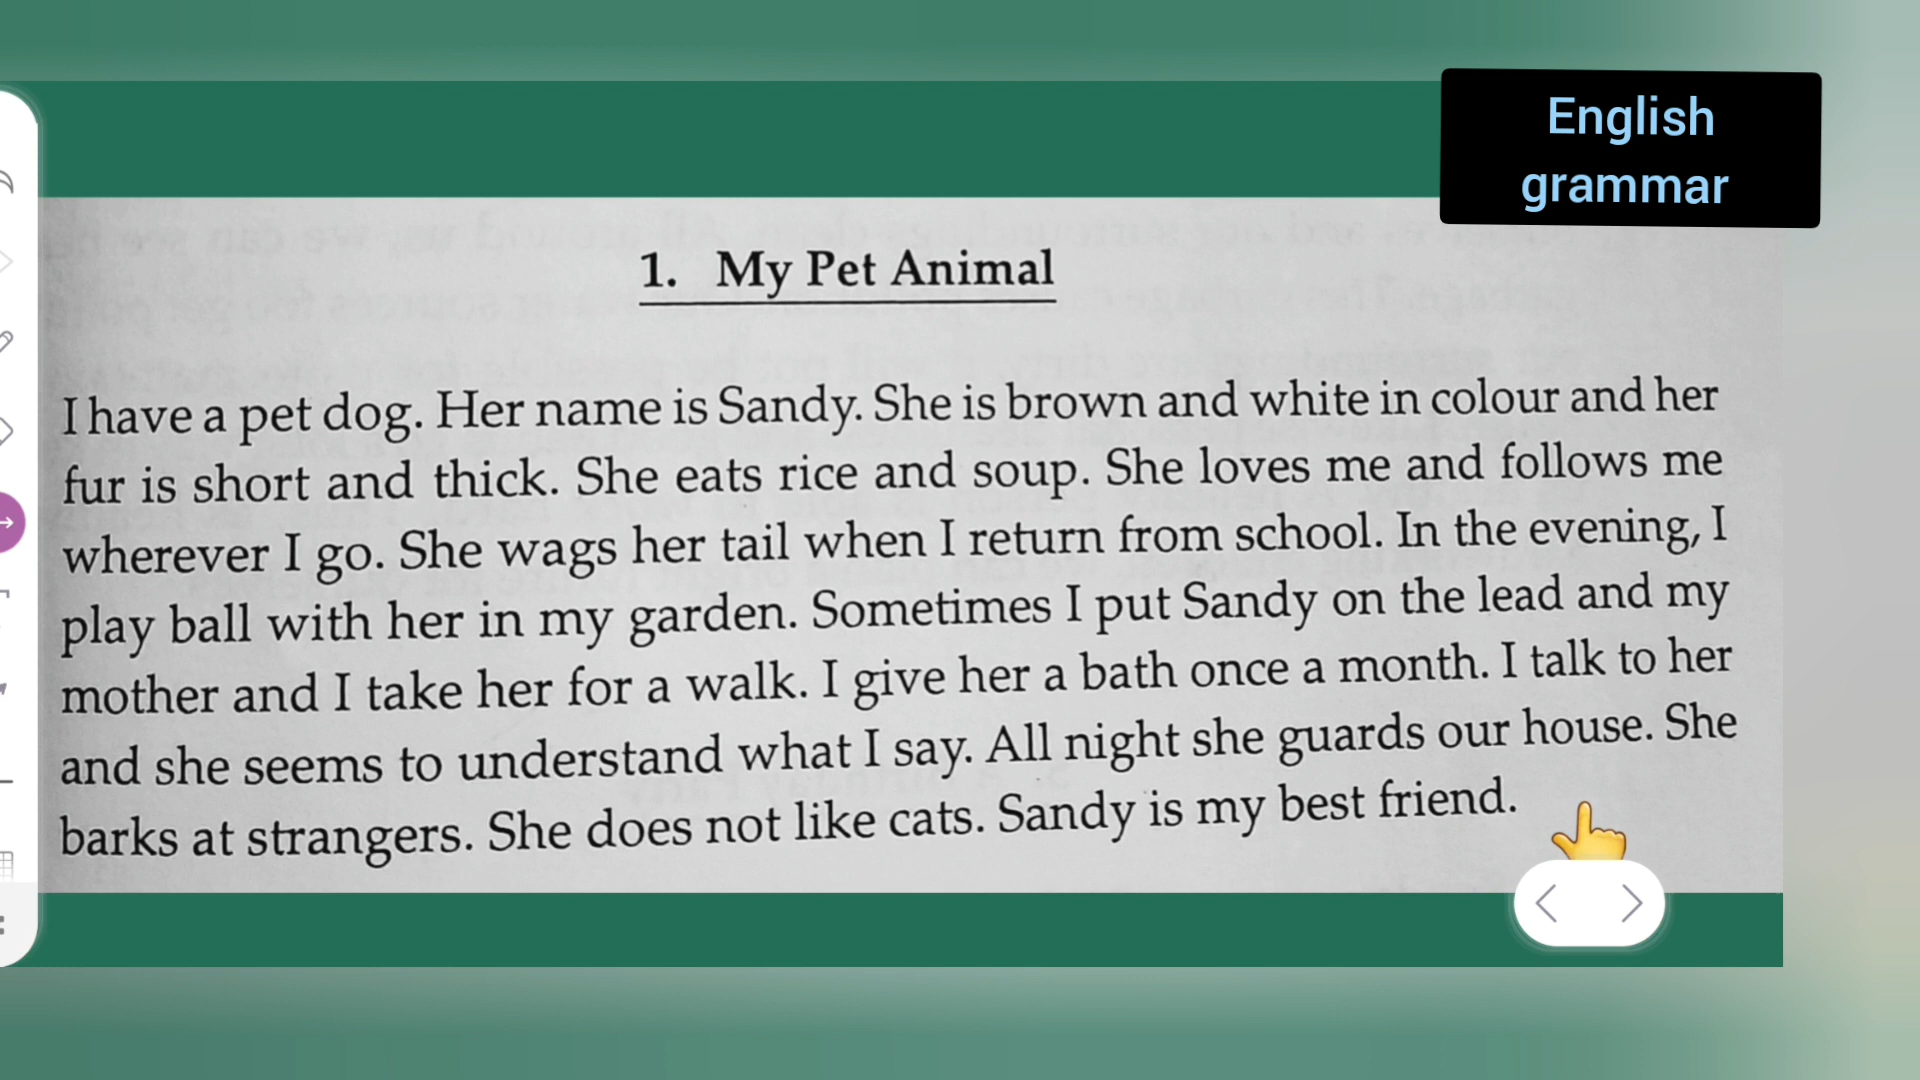 English
grammar
1. My Pet Animal
I have a pet dog. Her name is Sandy. She is brown and white in colour and her
fur is short and thick. She eats rice and soup. She loves me and follows me
wherever I go. She wags her tail when I return from school. In the evening, I
play ball with her in my garden. Sometimes I put Sandy on the lead and my
mother and I take her for a walk. I give her a bath once a month. I talk to her
and she seems to understand what I say. All night she guards our house. She
barks at strangers. She does not like cats. Sandy is my best friend.